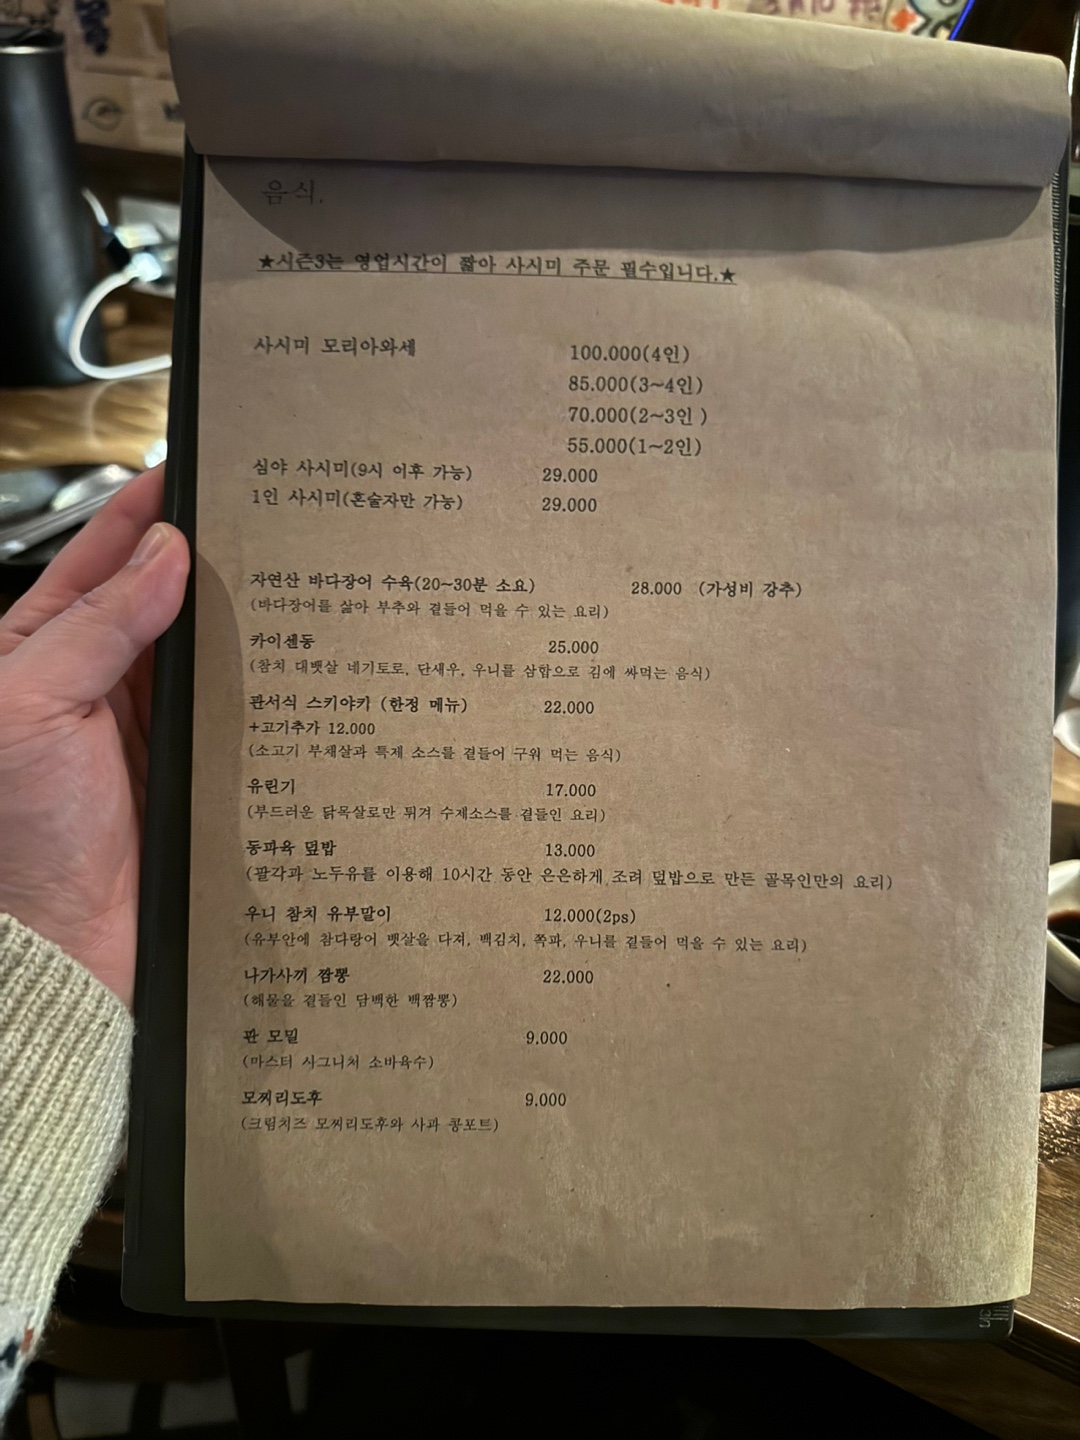 음식.
★시즌3는 영업시간이 짧아 사시미 주문 필수입니다.★
사시미 모리아와세 100.000(4인)
85.000(3~4인)
70.000(2~3인 )
55.000(1~2인)
심야 사시미(9시 이후 가능) 29.000
1인 사시미(혼술자만 가능) 29.000
자연산 바다장어 수육(20~30분 소요) 28.000 (가성비 강추)
(바다장어를 삶아 부추와 곁들어 먹을 수 있는 요리)
카이센동 25.000
(참치 대뱃살 네기토로, 단새우, 우니를 삼합으로 김에 싸먹는 음식)
관서식 스키야키 (한정 메뉴) 22.000
+고기추가 12.000
(소고기 부채살과 특제 소스를 곁들어 구워 먹는 음식)
유린기 17.000
(부드러운 닭목살로만 튀겨 수제소스를 곁들인 요리)
동파육 덮밥 13.000
(팔각과 노두유를 이용해 10시간 동안 은은하게 조려 덮밥으로 만든 골목인만의 요리)
우니 참치 유부말이 12.000(2ps)
(유부안에 참다랑어 뱃살을 다져, 백김치, 쪽파, 우니를 곁들어 먹을 수 있는 요리)
나가사끼 짬뽕 22.000
(해물을 곁들인 담백한 백짬뽕)
판 모밀 9.000
(마스터 시그니처 소바육수)
모찌리도후 9.000
(크림치즈 모찌리도후와 사과 콩포트)